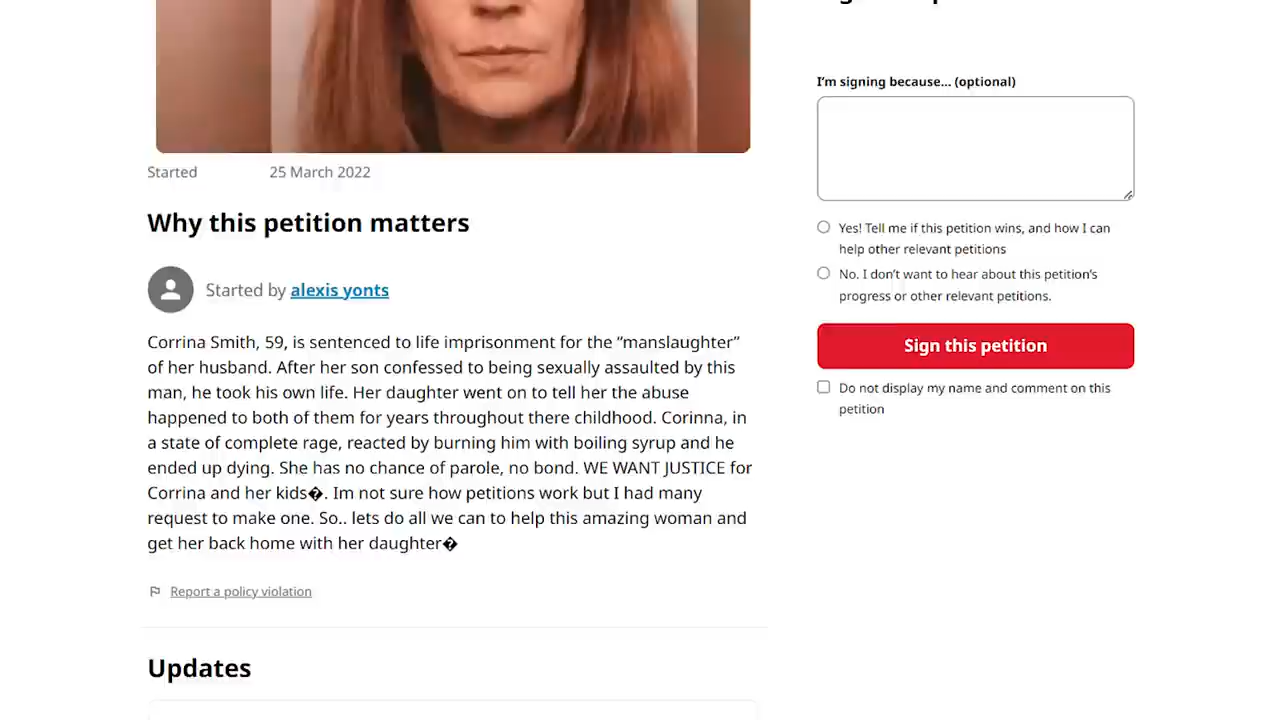 I'm signing because... (optional)
Started 25 March 2022
Why this petition matters
Yes! Tell me if this petition wins, and how I can
help other relevant petitions
No. I don't want to hear about this petition's
progress or other relevant petitions.
Started by alexis yonts
Sign this petition
Do not display my name and comment on this
petition
Corrina Smith, 59, is sentenced to life imprisonment for the “manslaughter”
of her husband. After her son confessed to being sexually assaulted by this
man, he took his own life. Her daughter went on to tell her the abuse
happened to both of them for years throughout there childhood. Corinna, in
a state of complete rage, reacted by burning him with boiling syrup and he
ended up dying. She has no chance of parole, no bond. WE WANT JUSTICE for
Corrina and her kids�. Im not sure how petitions work but I had many
request to make one. So.. lets do all we can to help this amazing woman and
get her back home with her daughter�
Report a policy violation
Updates